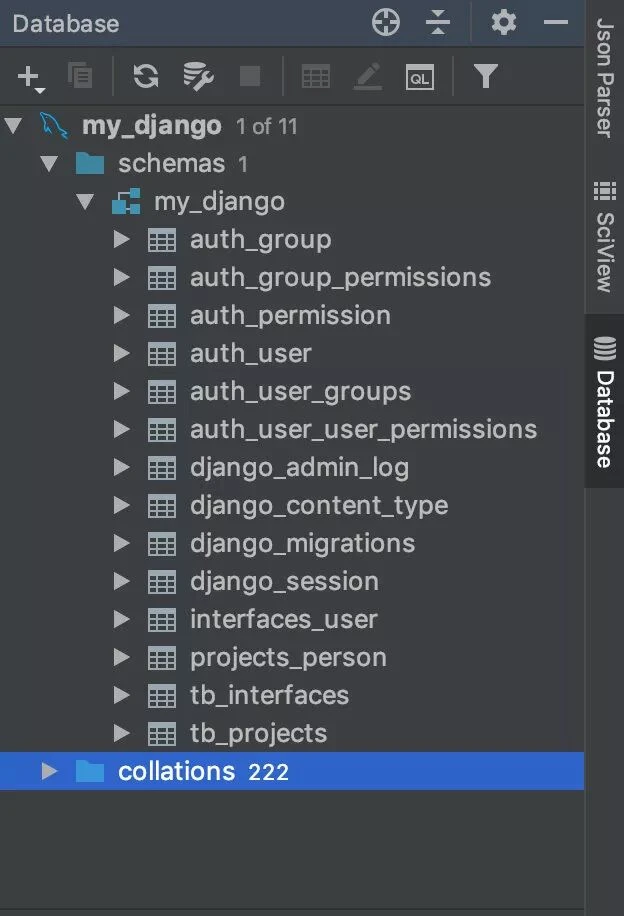 Database
QL
my_django 1 of 11
schemas 1
my_django
auth_group
auth_group_permissions
auth_permission
auth_user
auth_user_groups
auth_user_user_permissions
django_admin_log
django_content_type
django_migrations
django_session
interfaces_user
projects_person
tb_interfaces
tb_projects
collations 222
Json Parser
SciView
Database